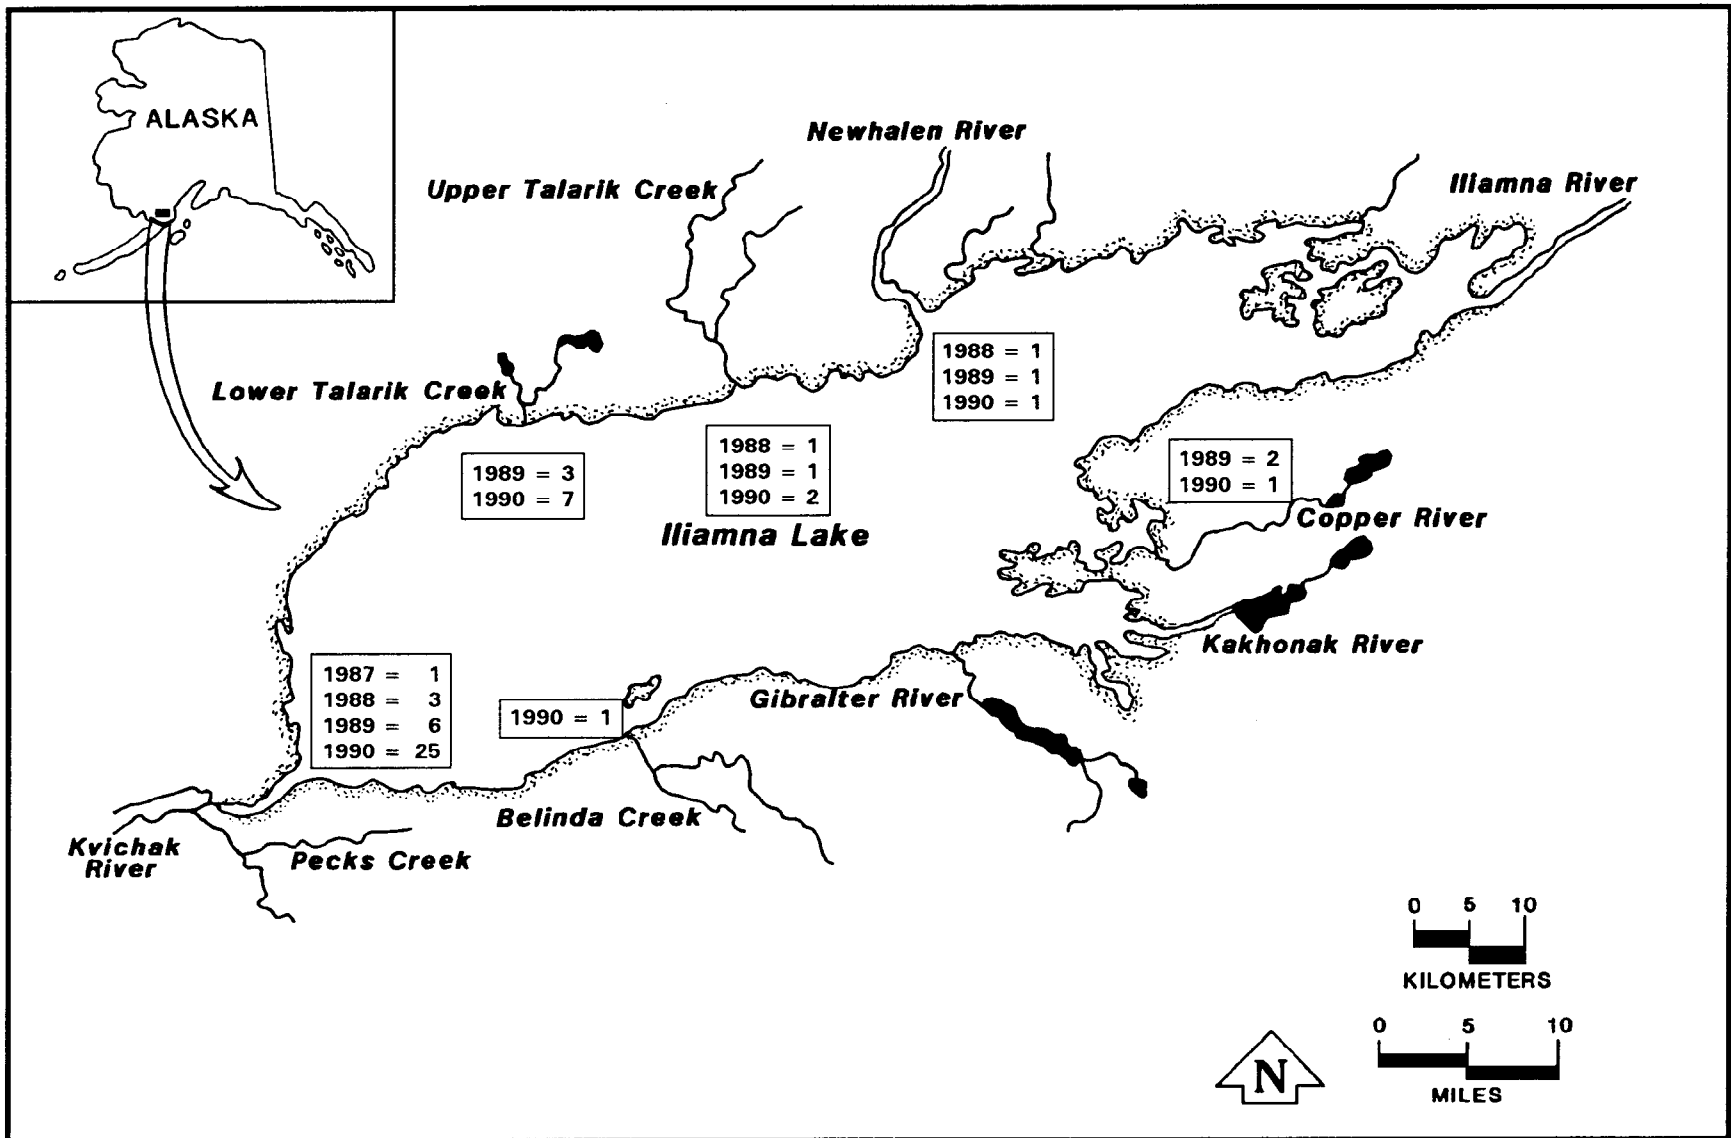 ALASKA
Newhalen River
Upper Talarik Creek
Iliamna River
Lower Talarik Creek
1988 = 1
1989 = 1
1990 = 1
1988 = 1
1989 = 1
1990 = 2
1989 = 3
1990 = 7
1989 = 2
1990 = 1
Iliamna Lake
Copper River
Kakhonak River
1987 = 1
1988 = 3
1989 = 6
1990 = 25
1990 = 1
Gibralter River
Belinda Creek
Kvichak
River
Pecks Creek
0 5 10
KILOMETERS
0 5 10
MILES
N